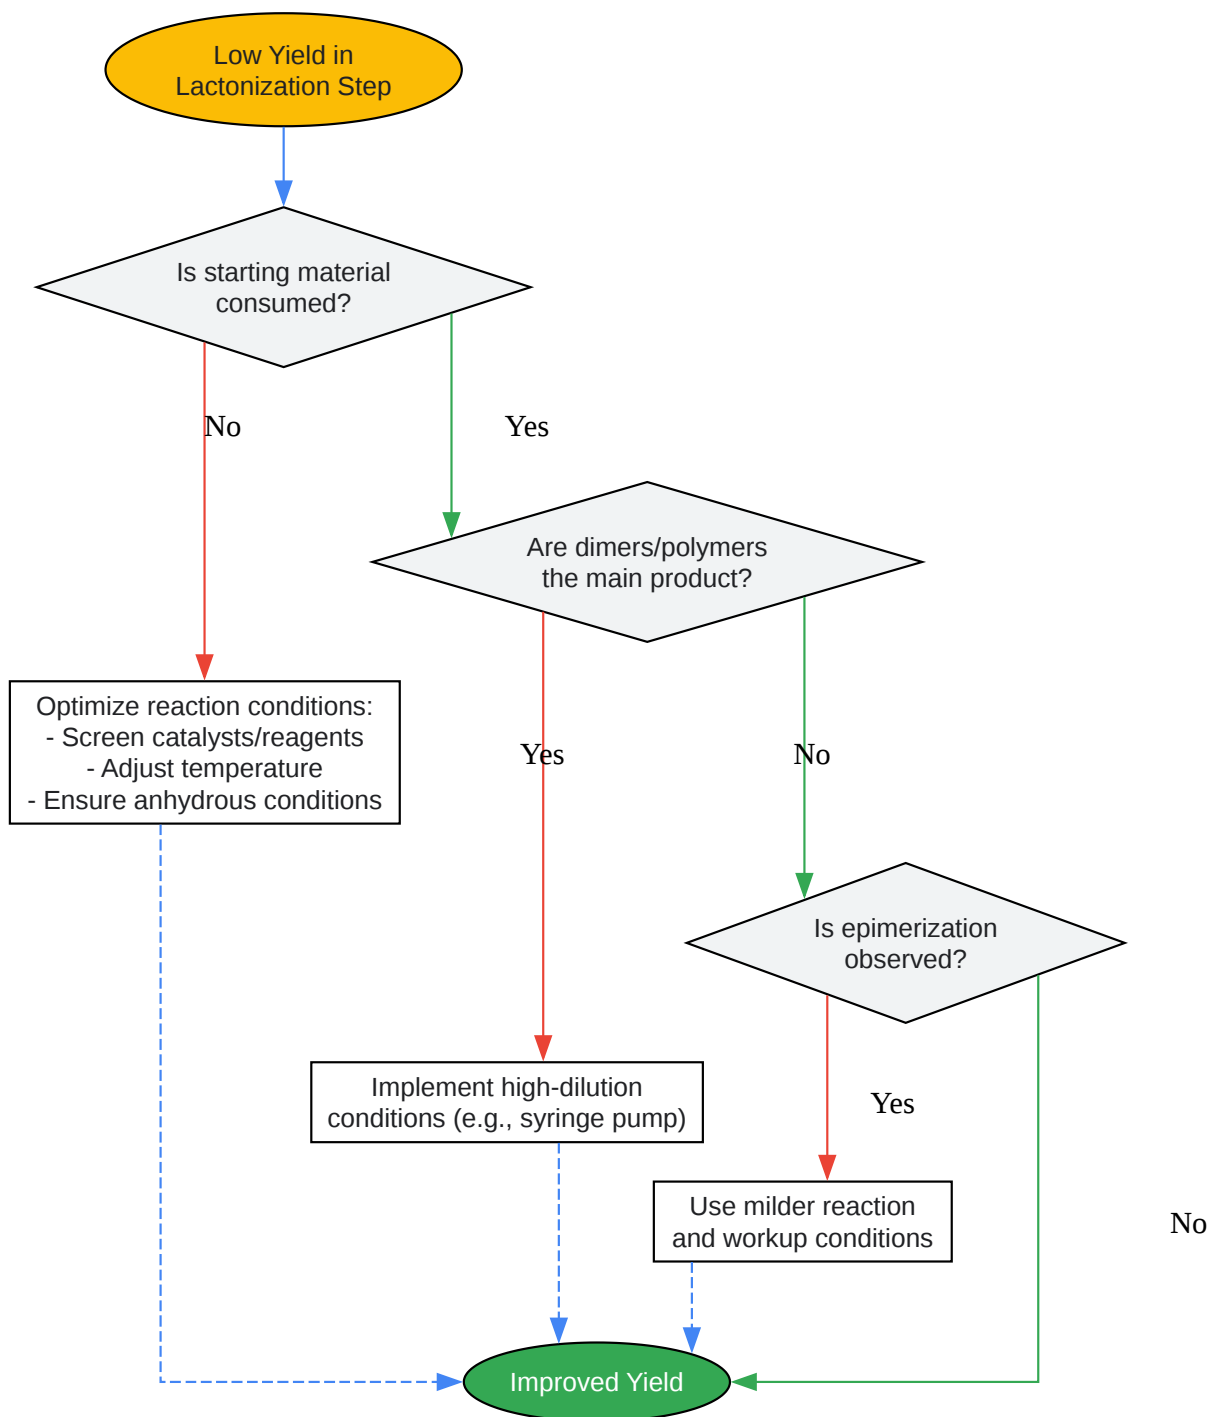 Low Yield in
Lactonization Step
Is starting material
consumed?
No
Yes
Are dimers/polymers
the main product?
Optimize reaction conditions:
- Screen catalysts/reagents
- Adjust temperature
- Ensure anhydrous conditions
Yes
No
Is epimerization
observed?
Implement high-dilution
conditions (e.g., syringe pump)
Yes
Use milder reaction
and workup conditions
No
Improved Yield